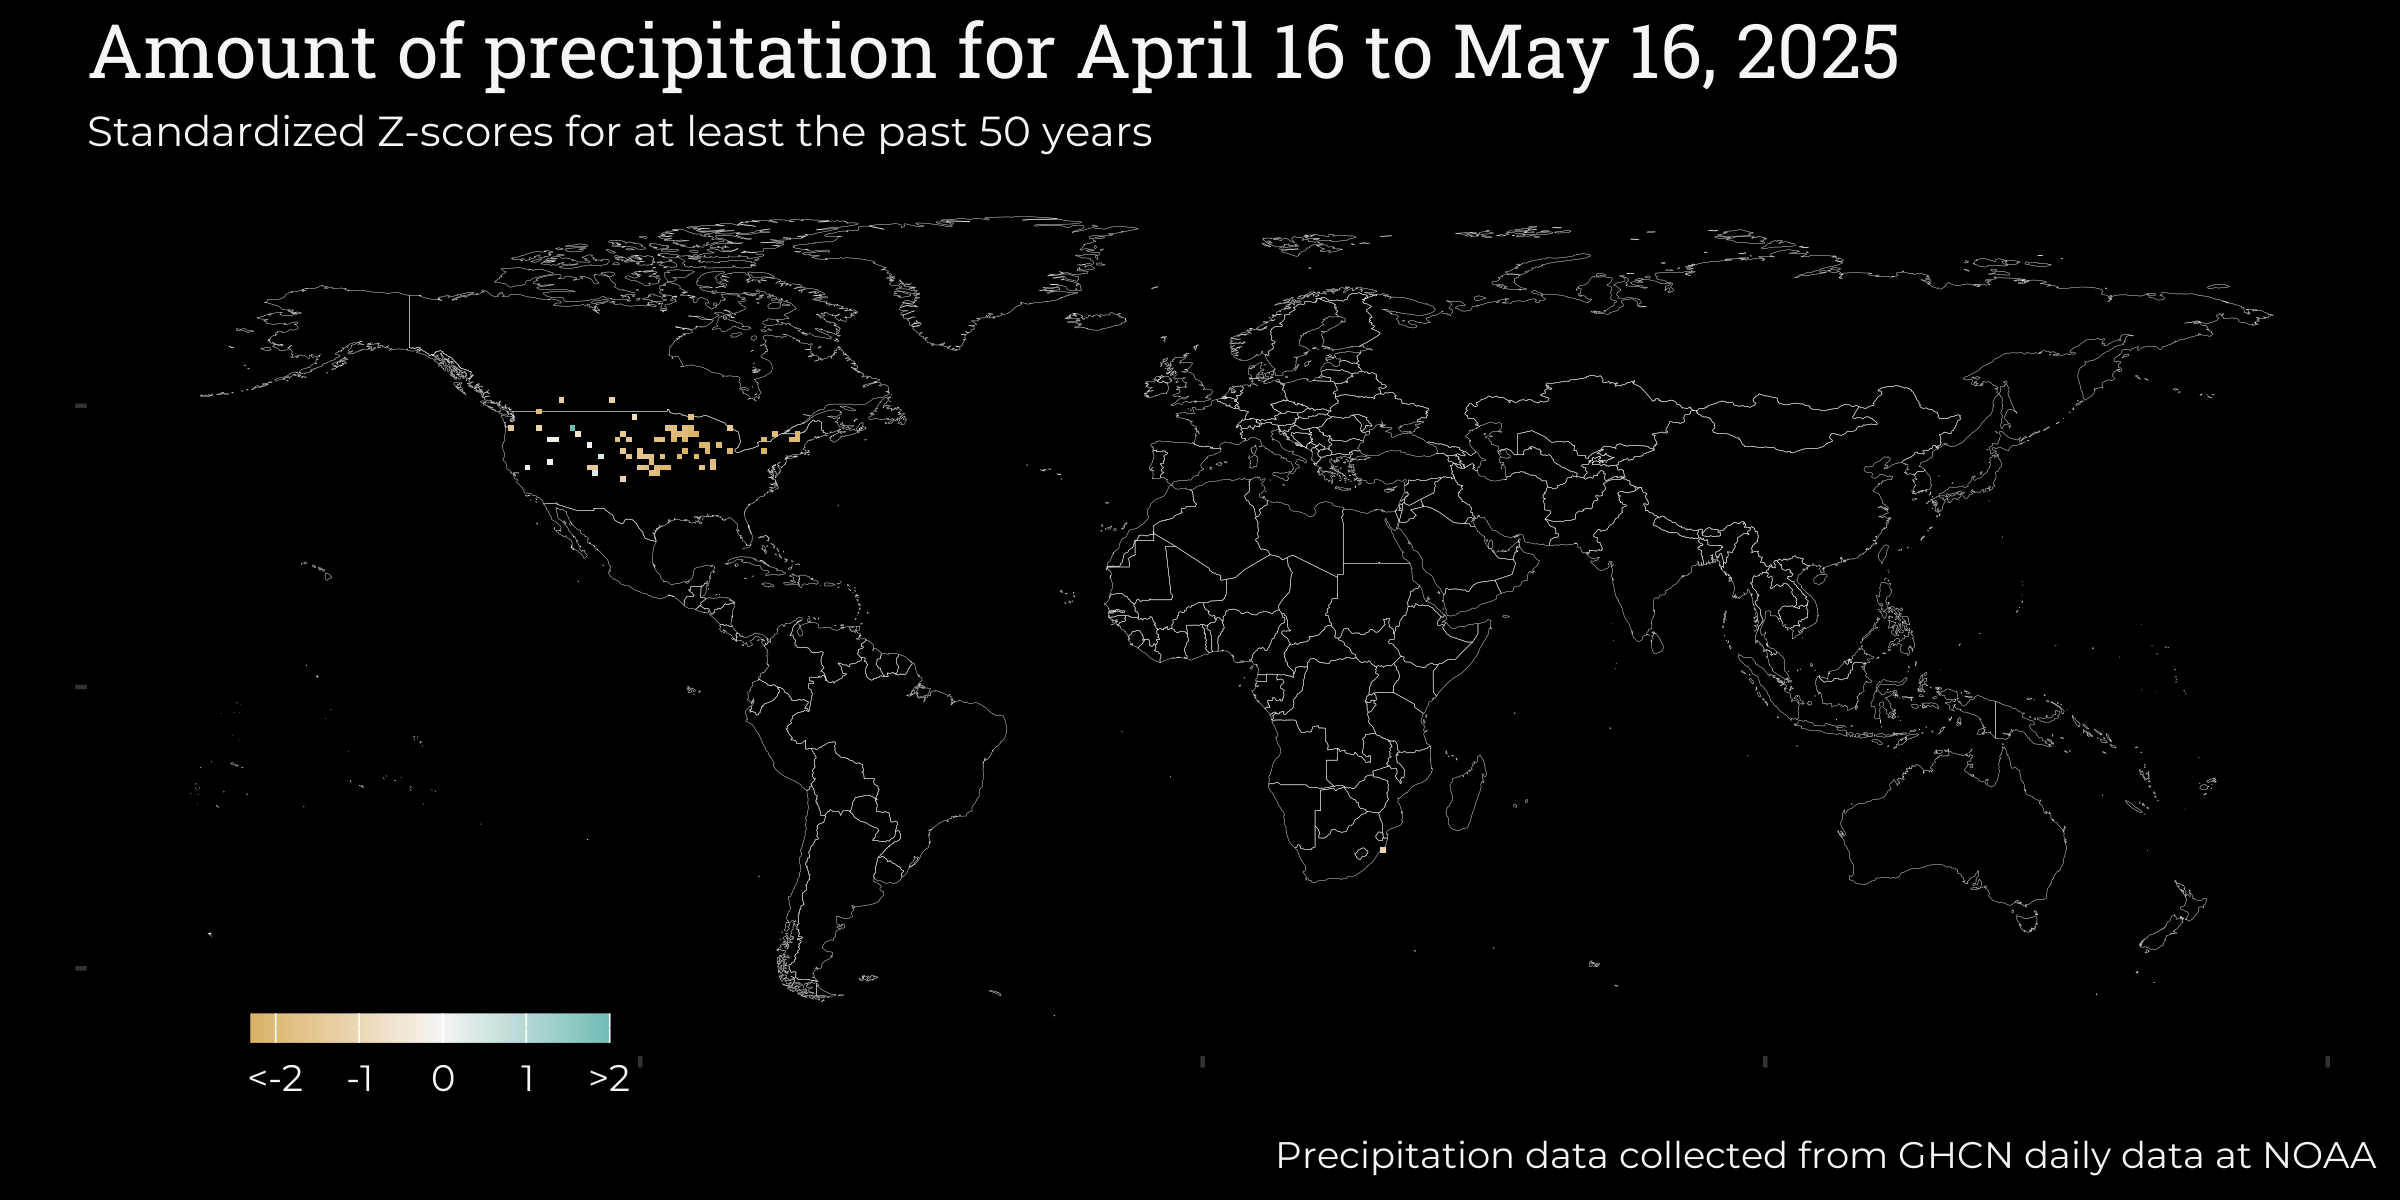 Amount of precipitation for April 16 to May 16, 2025
Standardized Z-scores for at least the past 50 years
<-2 -1 0 1 >2
Precipitation data collected from GHCN daily data at NOAA